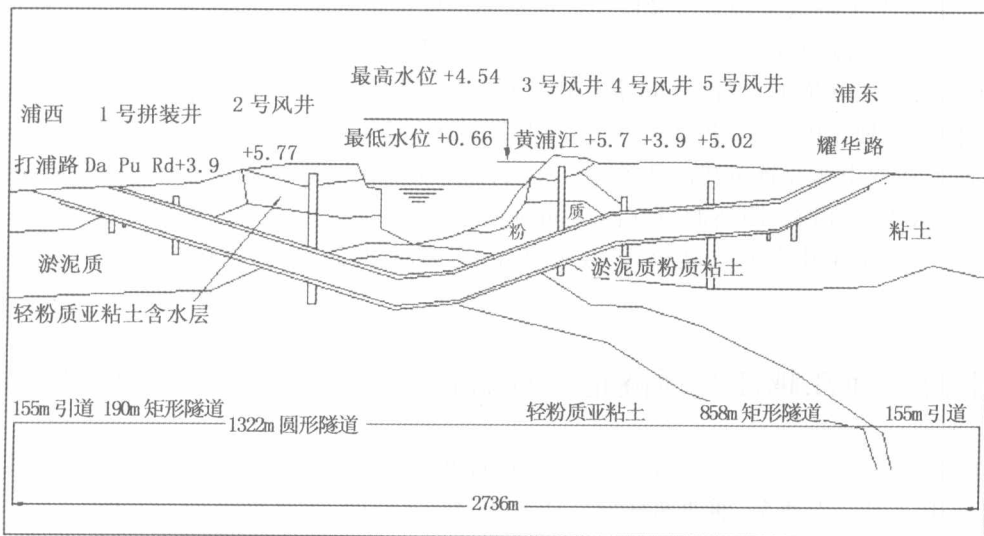 最高水位 +4.54
3 号风井 4 号风井 5 号风井
浦东
浦西
1 号拼装井
2 号风井
最低水位 +0.66
黄浦江 +5.7 +3.9 +5.02
耀华路
打浦路 Da Pu Rd+3.9
+5.77
质
粉
粘土
淤泥质
淤泥质粉质粘土
轻粉质亚粘土含水层
155m 引道 190m 矩形隧道
1322m 圆形隧道
轻粉质亚粘土
858m 矩形隧道
155m 引道
2736m